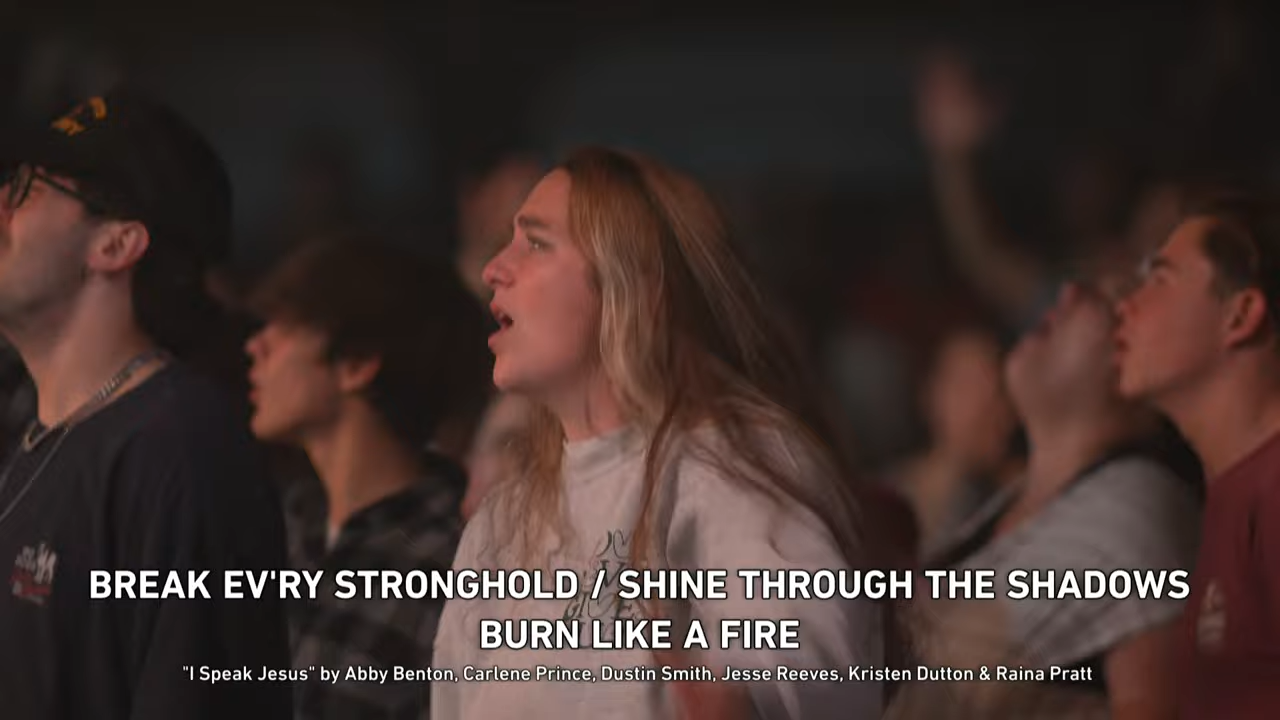 BREAK EV'RY STRONGHOLD / SHINE THROUGH THE SHADOWS
BURN LIKE A FIRE
"I Speak Jesus" by Abby Benton, Carlene Prince, Dustin Smith, Jesse Reeves, Kristen Dutton & Raina Pratt